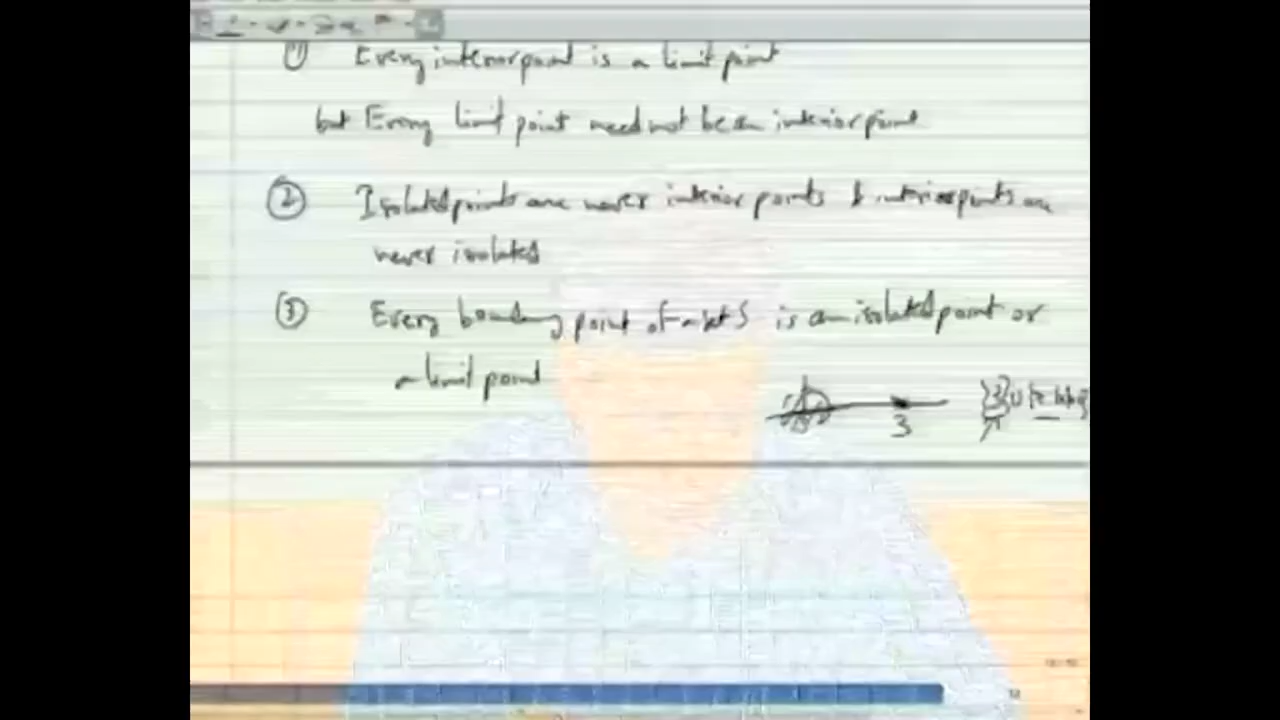 ① Every interior point is a limit point
but Every limit point need not be an interior point
② Isolated points are never interior points & interior points are
never isolated
③ Every boundary point of a set S is an isolated point or
a limit point
3